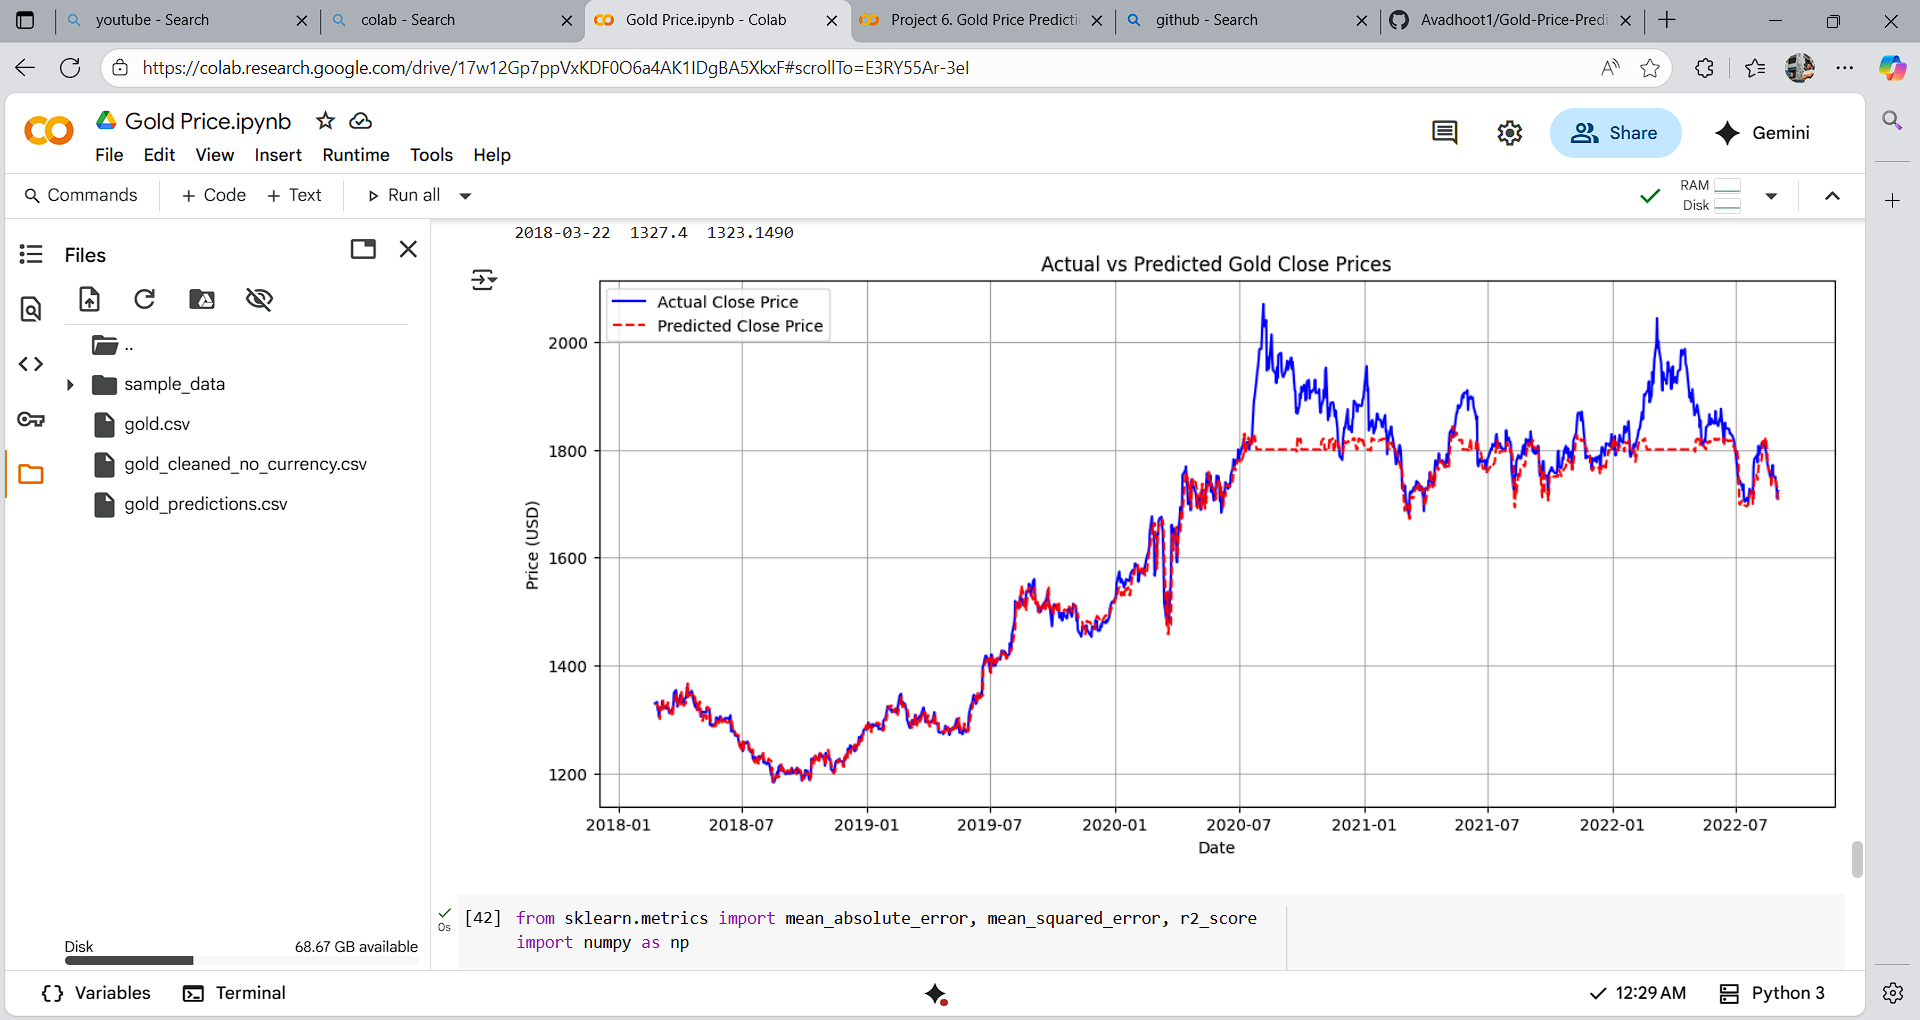 youtube - Search
colab - Search
Gold Price.ipynb - Colab
Project 6. Gold Price Predicti
github - Search
Avadhoot1/Gold-Price-Pred
https://colab.research.google.com/drive/17w12Gp7ppVxKDF0O6a4AK1IDgBA5XkxF#scrollTo=E3RY55Ar-3eI
Gold Price.ipynb
File Edit View Insert Runtime Tools Help
Share
Gemini
Commands
+ Code + Text
Run all
RAM
Disk
Files
..
sample_data
gold.csv
gold_cleaned_no_currency.csv
gold_predictions.csv
Disk
68.67 GB available
2018-03-22 1327.4 1323.1490
Actual vs Predicted Gold Close Prices
Actual Close Price
Predicted Close Price
2000
1800
1600
1400
1200
Price (USD)
2018-01 2018-07 2019-01 2019-07 2020-01 2020-07 2021-01 2021-07 2022-01 2022-07
Date
[42] from sklearn.metrics import mean_absolute_error, mean_squared_error, r2_score
0s
import numpy as np
Variables
Terminal
12:29 AM
Python 3